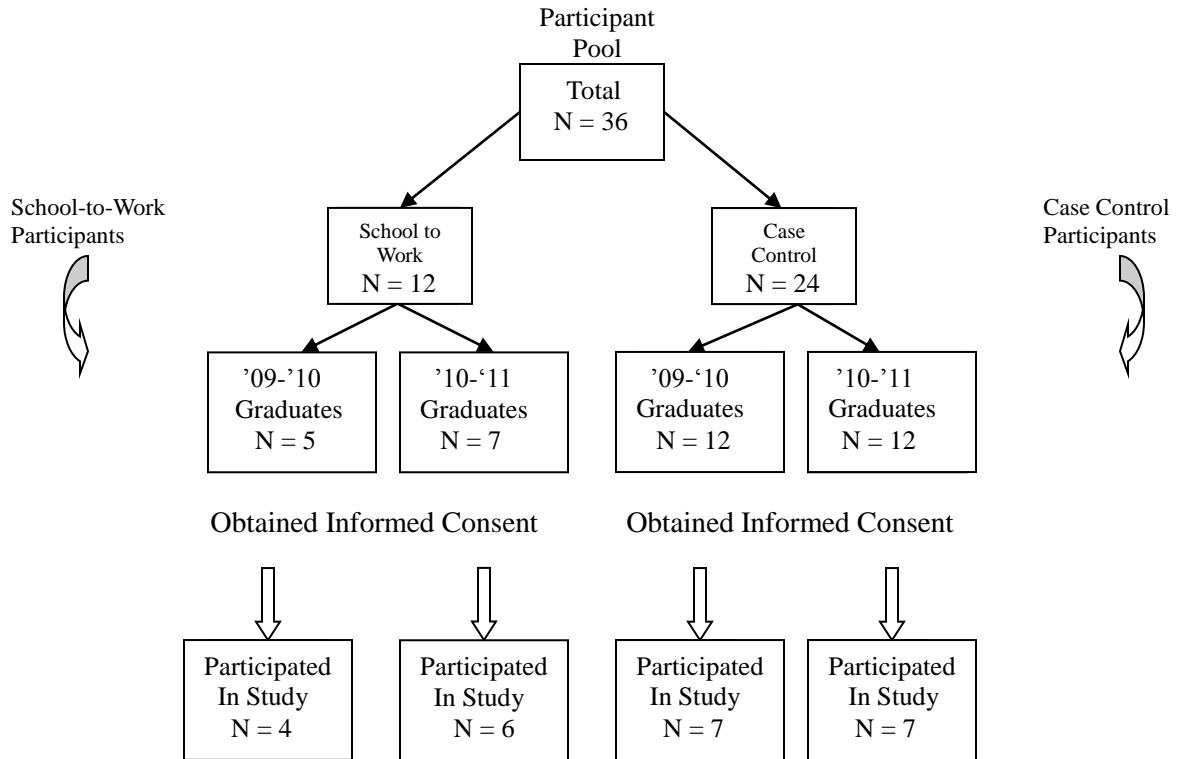 Participant
Pool
Total
N = 36
School-to-Work
Participants
School to
Work
N = 12
Case
Control
N = 24
Case Control
Participants
’09-’10
Graduates
N = 5
’10-‘11
Graduates
N = 7
’09-‘10
Graduates
N = 12
’10-’11
Graduates
N = 12
Obtained Informed Consent
Obtained Informed Consent
Participated
In Study
N = 4
Participated
In Study
N = 6
Participated
In Study
N = 7
Participated
In Study
N = 7